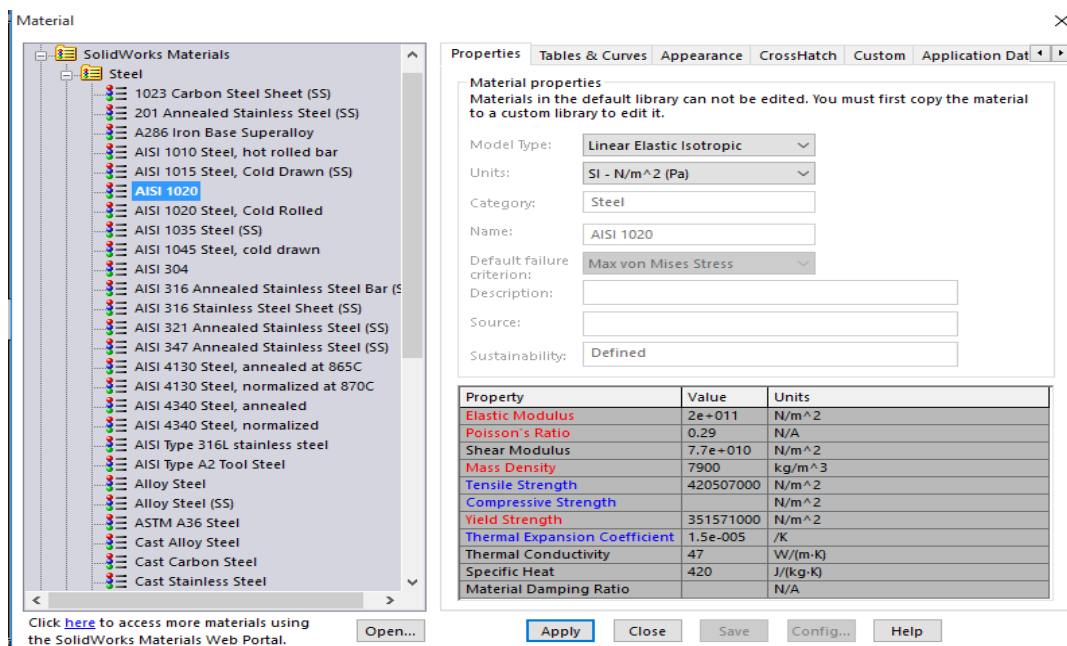 Material
SolidWorks Materials
Steel
1023 Carbon Steel Sheet (SS)
201 Annealed Stainless Steel (SS)
A286 Iron Base Superalloy
AISI 1010 Steel, hot rolled bar
AISI 1015 Steel, Cold Drawn (SS)
AISI 1020
AISI 1020 Steel, Cold Rolled
AISI 1035 Steel (SS)
AISI 1045 Steel, cold drawn
AISI 304
AISI 316 Annealed Stainless Steel Bar (S
AISI 316 Stainless Steel Sheet (SS)
AISI 321 Annealed Stainless Steel (SS)
AISI 347 Annealed Stainless Steel (SS)
AISI 4130 Steel, annealed at 865C
AISI 4130 Steel, normalized at 870C
AISI 4340 Steel, annealed
AISI 4340 Steel, normalized
AISI Type 316L stainless steel
AISI Type A2 Tool Steel
Alloy Steel
Alloy Steel (SS)
ASTM A36 Steel
Cast Alloy Steel
Cast Carbon Steel
Cast Stainless Steel
Click here to access more materials using
the SolidWorks Materials Web Portal.
Open...
Properties Tables & Curves Appearance CrossHatch Custom Application Dat
Material properties
Materials in the default library can not be edited. You must first copy the material
to a custom library to edit it.
Model Type: Linear Elastic Isotropic
Units: SI - N/m^2 (Pa)
Category: Steel
Name: AISI 1020
Default failure
criterion: Max von Mises Stress
Description:
Source:
Sustainability: Defined
Property Value Units
Elastic Modulus 2e+011 N/m^2
Poisson's Ratio 0.29 N/A
Shear Modulus 7.7e+010 N/m^2
Mass Density 7900 kg/m^3
Tensile Strength 420507000 N/m^2
Compressive Strength N/m^2
Yield Strength 351571000 N/m^2
Thermal Expansion Coefficient 1.5e-005 /K
Thermal Conductivity 47 W/(m·K)
Specific Heat 420 J/(kg·K)
Material Damping Ratio N/A
Apply Close Save Config... Help